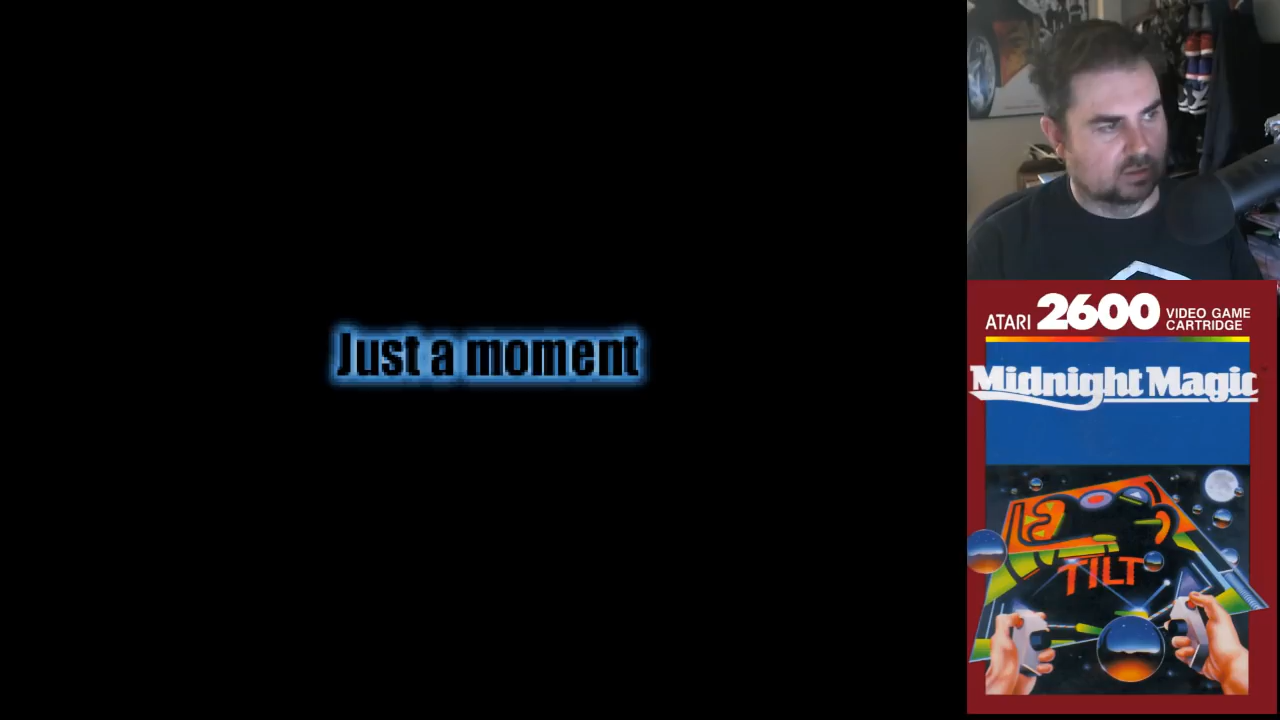 Just a moment
ATARI 2600 VIDEO GAME
CARTRIDGE
Midnight Magic
TILT